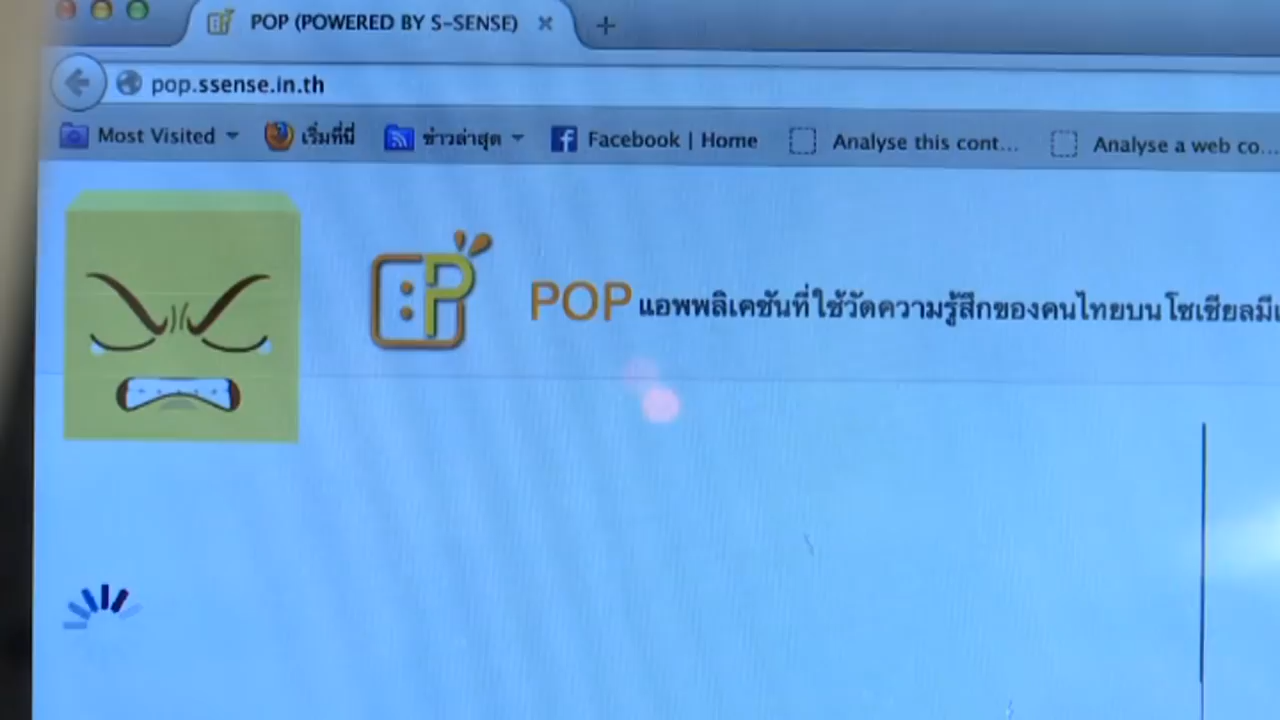 POP (POWERED BY S-SENSE)
pop.ssense.in.th
Most Visited เริ่มที่นี่ ข่าวล่าสุด Facebook | Home Analyse this cont... Analyse a web co...
:P POP แอพพลิเคชันที่ใช้วัดความรู้สึกของคนไทยบนโซเชียลมีเ